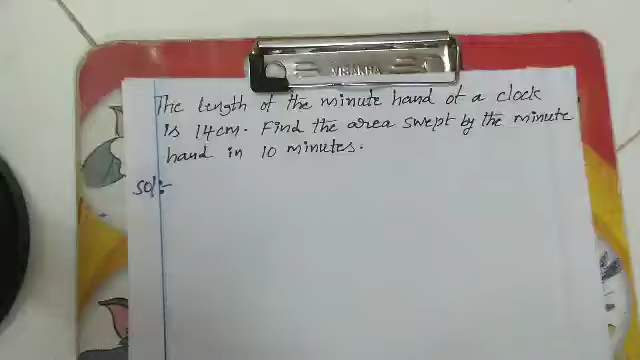 The length of the minute hand of a clock
is 14cm. Find the area swept by the minute
hand in 10 minutes.
Sol:-